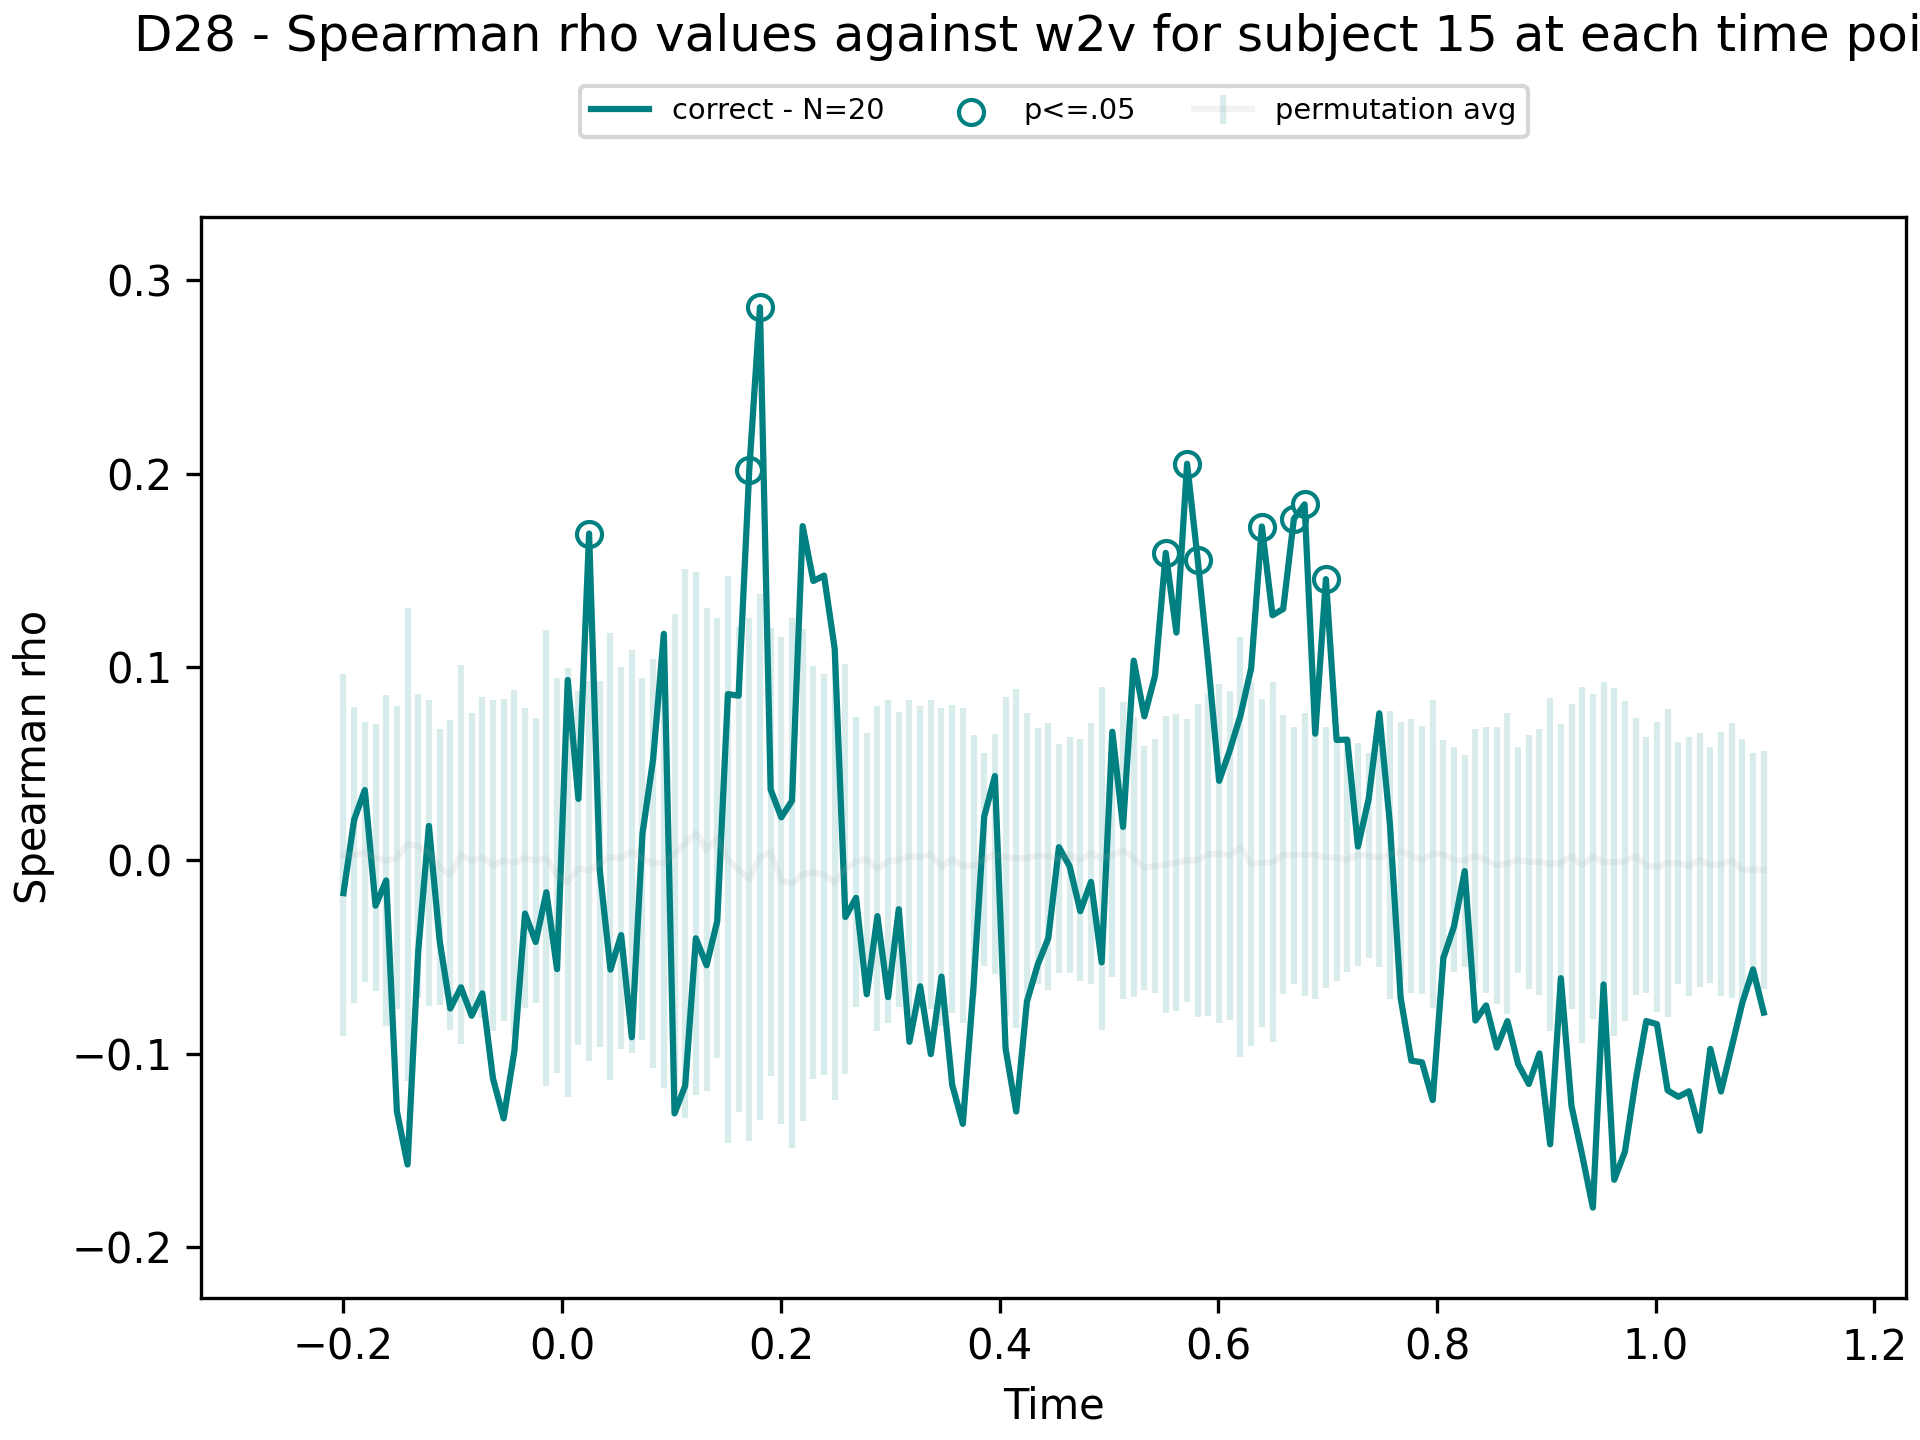 D28 - Spearman rho values against w2v for subject 15 at each time poi
correct - N=20 p<=.05 permutation avg
0.3
0.2
0.1
0.0
−0.1
−0.2
Spearman rho
−0.2 0.0 0.2 0.4 0.6 0.8 1.0 1.2
Time